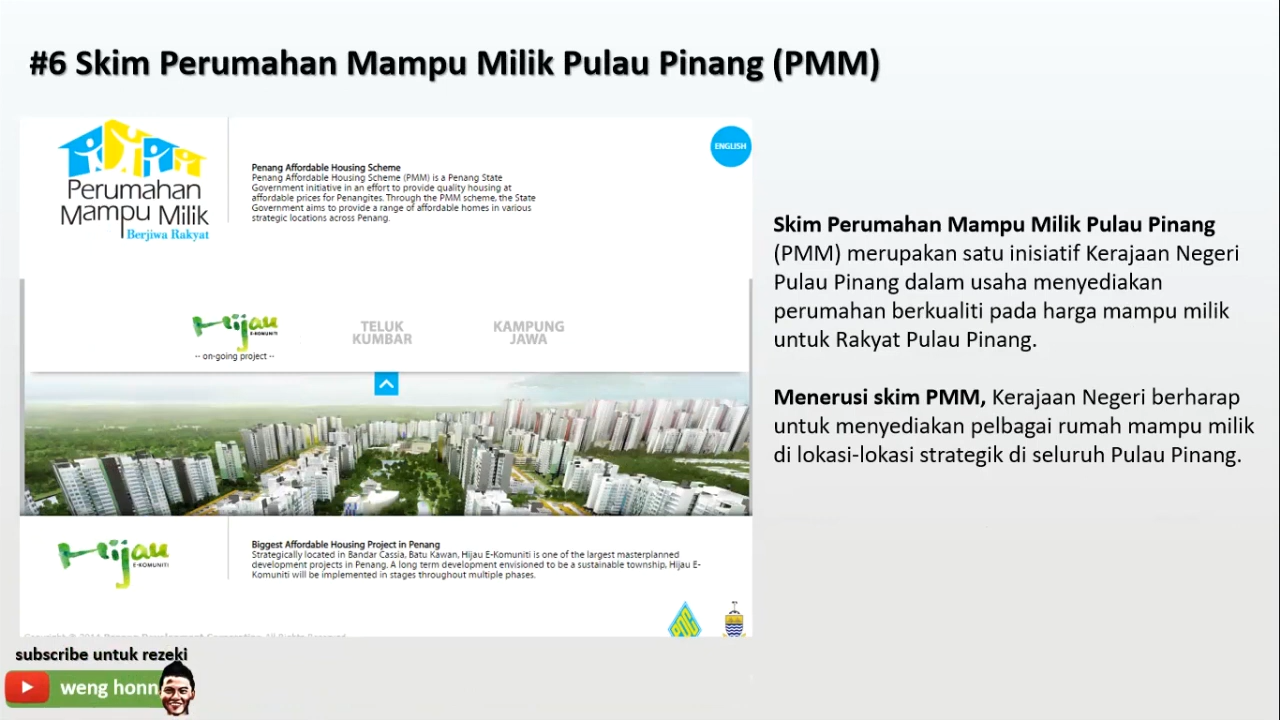 #6 Skim Perumahan Mampu Milik Pulau Pinang (PMM)
Perumahan
Mampu Milik
Berjiwa Rakyat
Penang Affordable Housing Scheme
Penang Affordable Housing Scheme (PMM) is a Penang State
Government initiative in an effort to provide quality housing at
affordable prices for Penangites. Through the PMM scheme, the State
Government aims to provide a range of affordable homes in various
strategic locations across Penang.
ENGLISH
Hijau
E-KOMUNITI
-- on-going project --
TELUK
KUMBAR
KAMPUNG
JAWA
Hijau
E-KOMUNITI
Biggest Affordable Housing Project in Penang
Strategically located in Bandar Cassia, Batu Kawan, Hijau E-Komuniti is one of the largest masterplanned
development projects in Penang. A long term development envisioned to be a sustainable township, Hijau E-
Komuniti will be implemented in stages throughout multiple phases.
PDC
Skim Perumahan Mampu Milik Pulau Pinang
(PMM) merupakan satu inisiatif Kerajaan Negeri
Pulau Pinang dalam usaha menyediakan
perumahan berkualiti pada harga mampu milik
untuk Rakyat Pulau Pinang.
Menerusi skim PMM, Kerajaan Negeri berharap
untuk menyediakan pelbagai rumah mampu milik
di lokasi-lokasi strategik di seluruh Pulau Pinang.
subscribe untuk rezeki
weng honn